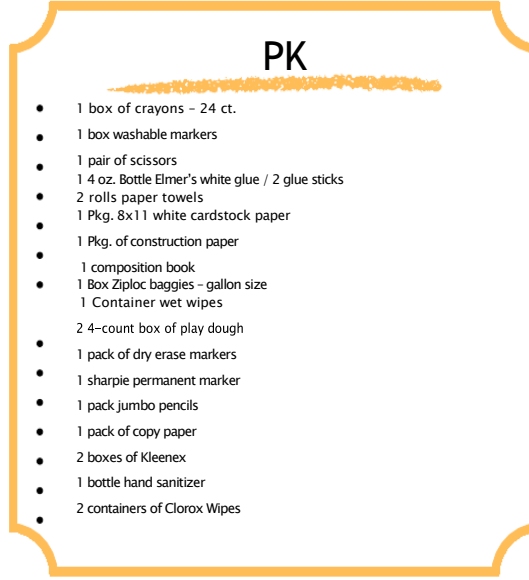 PK
1 box of crayons – 24 ct.
1 box washable markers
1 pair of scissors
1 4 oz. Bottle Elmer's white glue / 2 glue sticks
2 rolls paper towels
1 Pkg. 8x11 white cardstock paper
1 Pkg. of construction paper
1 composition book
1 Box Ziploc baggies – gallon size
1 Container wet wipes
2 4-count box of play dough
1 pack of dry erase markers
1 sharpie permanent marker
1 pack jumbo pencils
1 pack of copy paper
2 boxes of Kleenex
1 bottle hand sanitizer
2 containers of Clorox Wipes